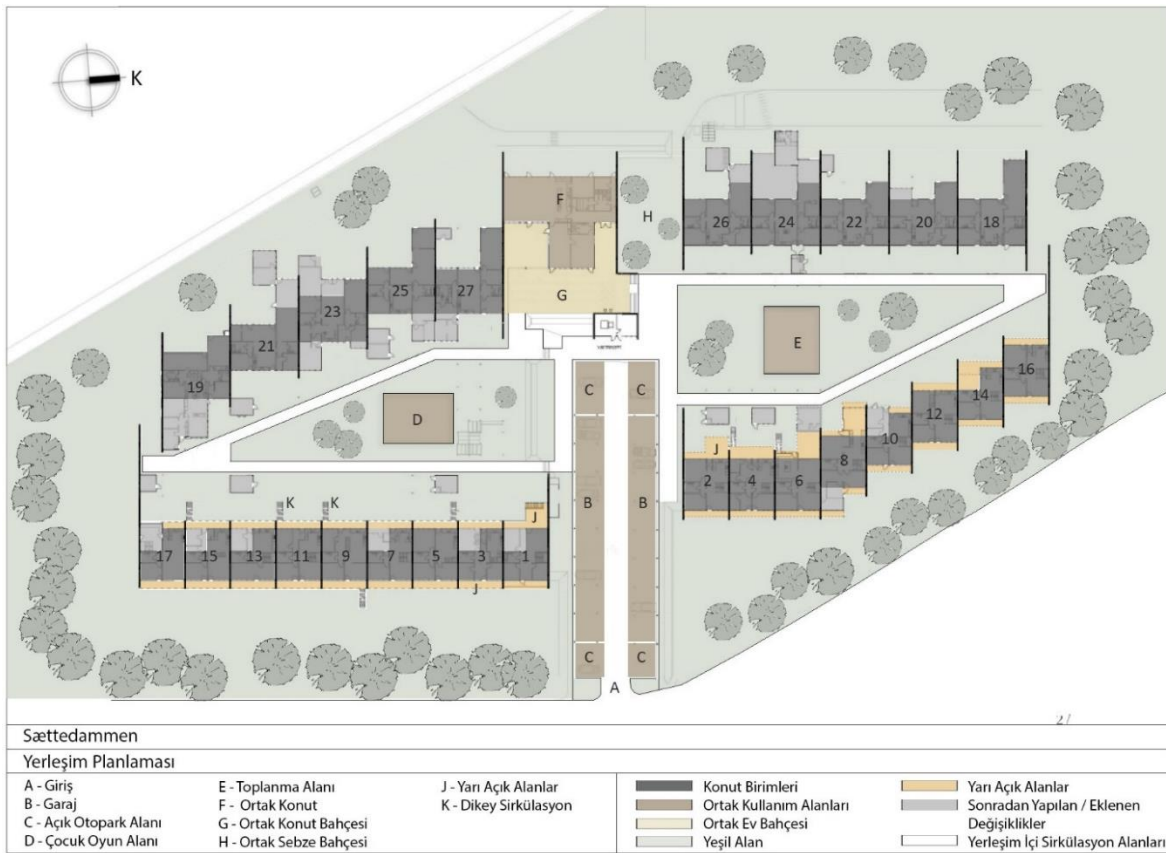 K
F
H
26 24 22 20 18
25 27
G
23
21
E
19
D
C C
16
14
12
10
J
2 4 6 8
K K
B B
J
17 15 13 11 9 7 5 3 1
J
C C
A
27
Sættedammen
Yerleşim Planlaması
A - Giriş
B - Garaj
C - Açık Otopark Alanı
D - Çocuk Oyun Alanı
E - Toplanma Alanı
F - Ortak Konut
G - Ortak Konut Bahçesi
H - Ortak Sebze Bahçesi
J - Yarı Açık Alanlar
K - Dikey Sirkülasyon
Konut Birimleri
Ortak Kullanım Alanları
Ortak Ev Bahçesi
Yeşil Alan
Yarı Açık Alanlar
Sonradan Yapılan / Eklenen
Değişiklikler
Yerleşim İçi Sirkülasyon Alanları